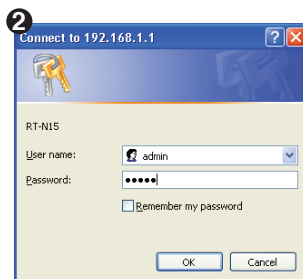 2
Connect to 192.168.1.1
RT-N15
User name: admin
Password: •••••
Remember my password
OK Cancel